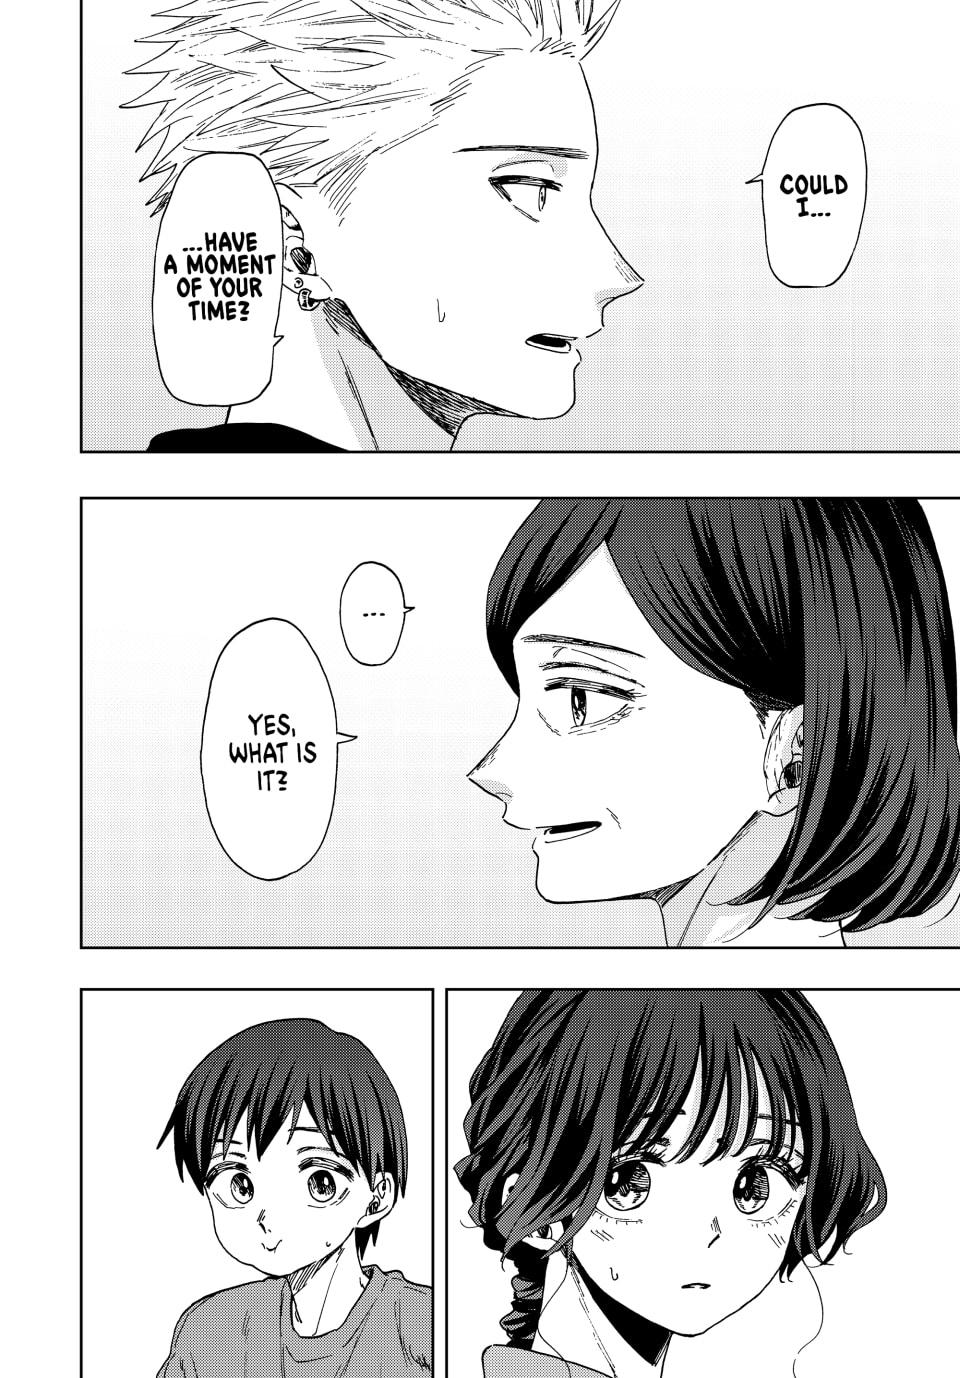 COULD
I...
...HAVE
A MOMENT
OF YOUR
TIME?
...
YES,
WHAT IS
IT?